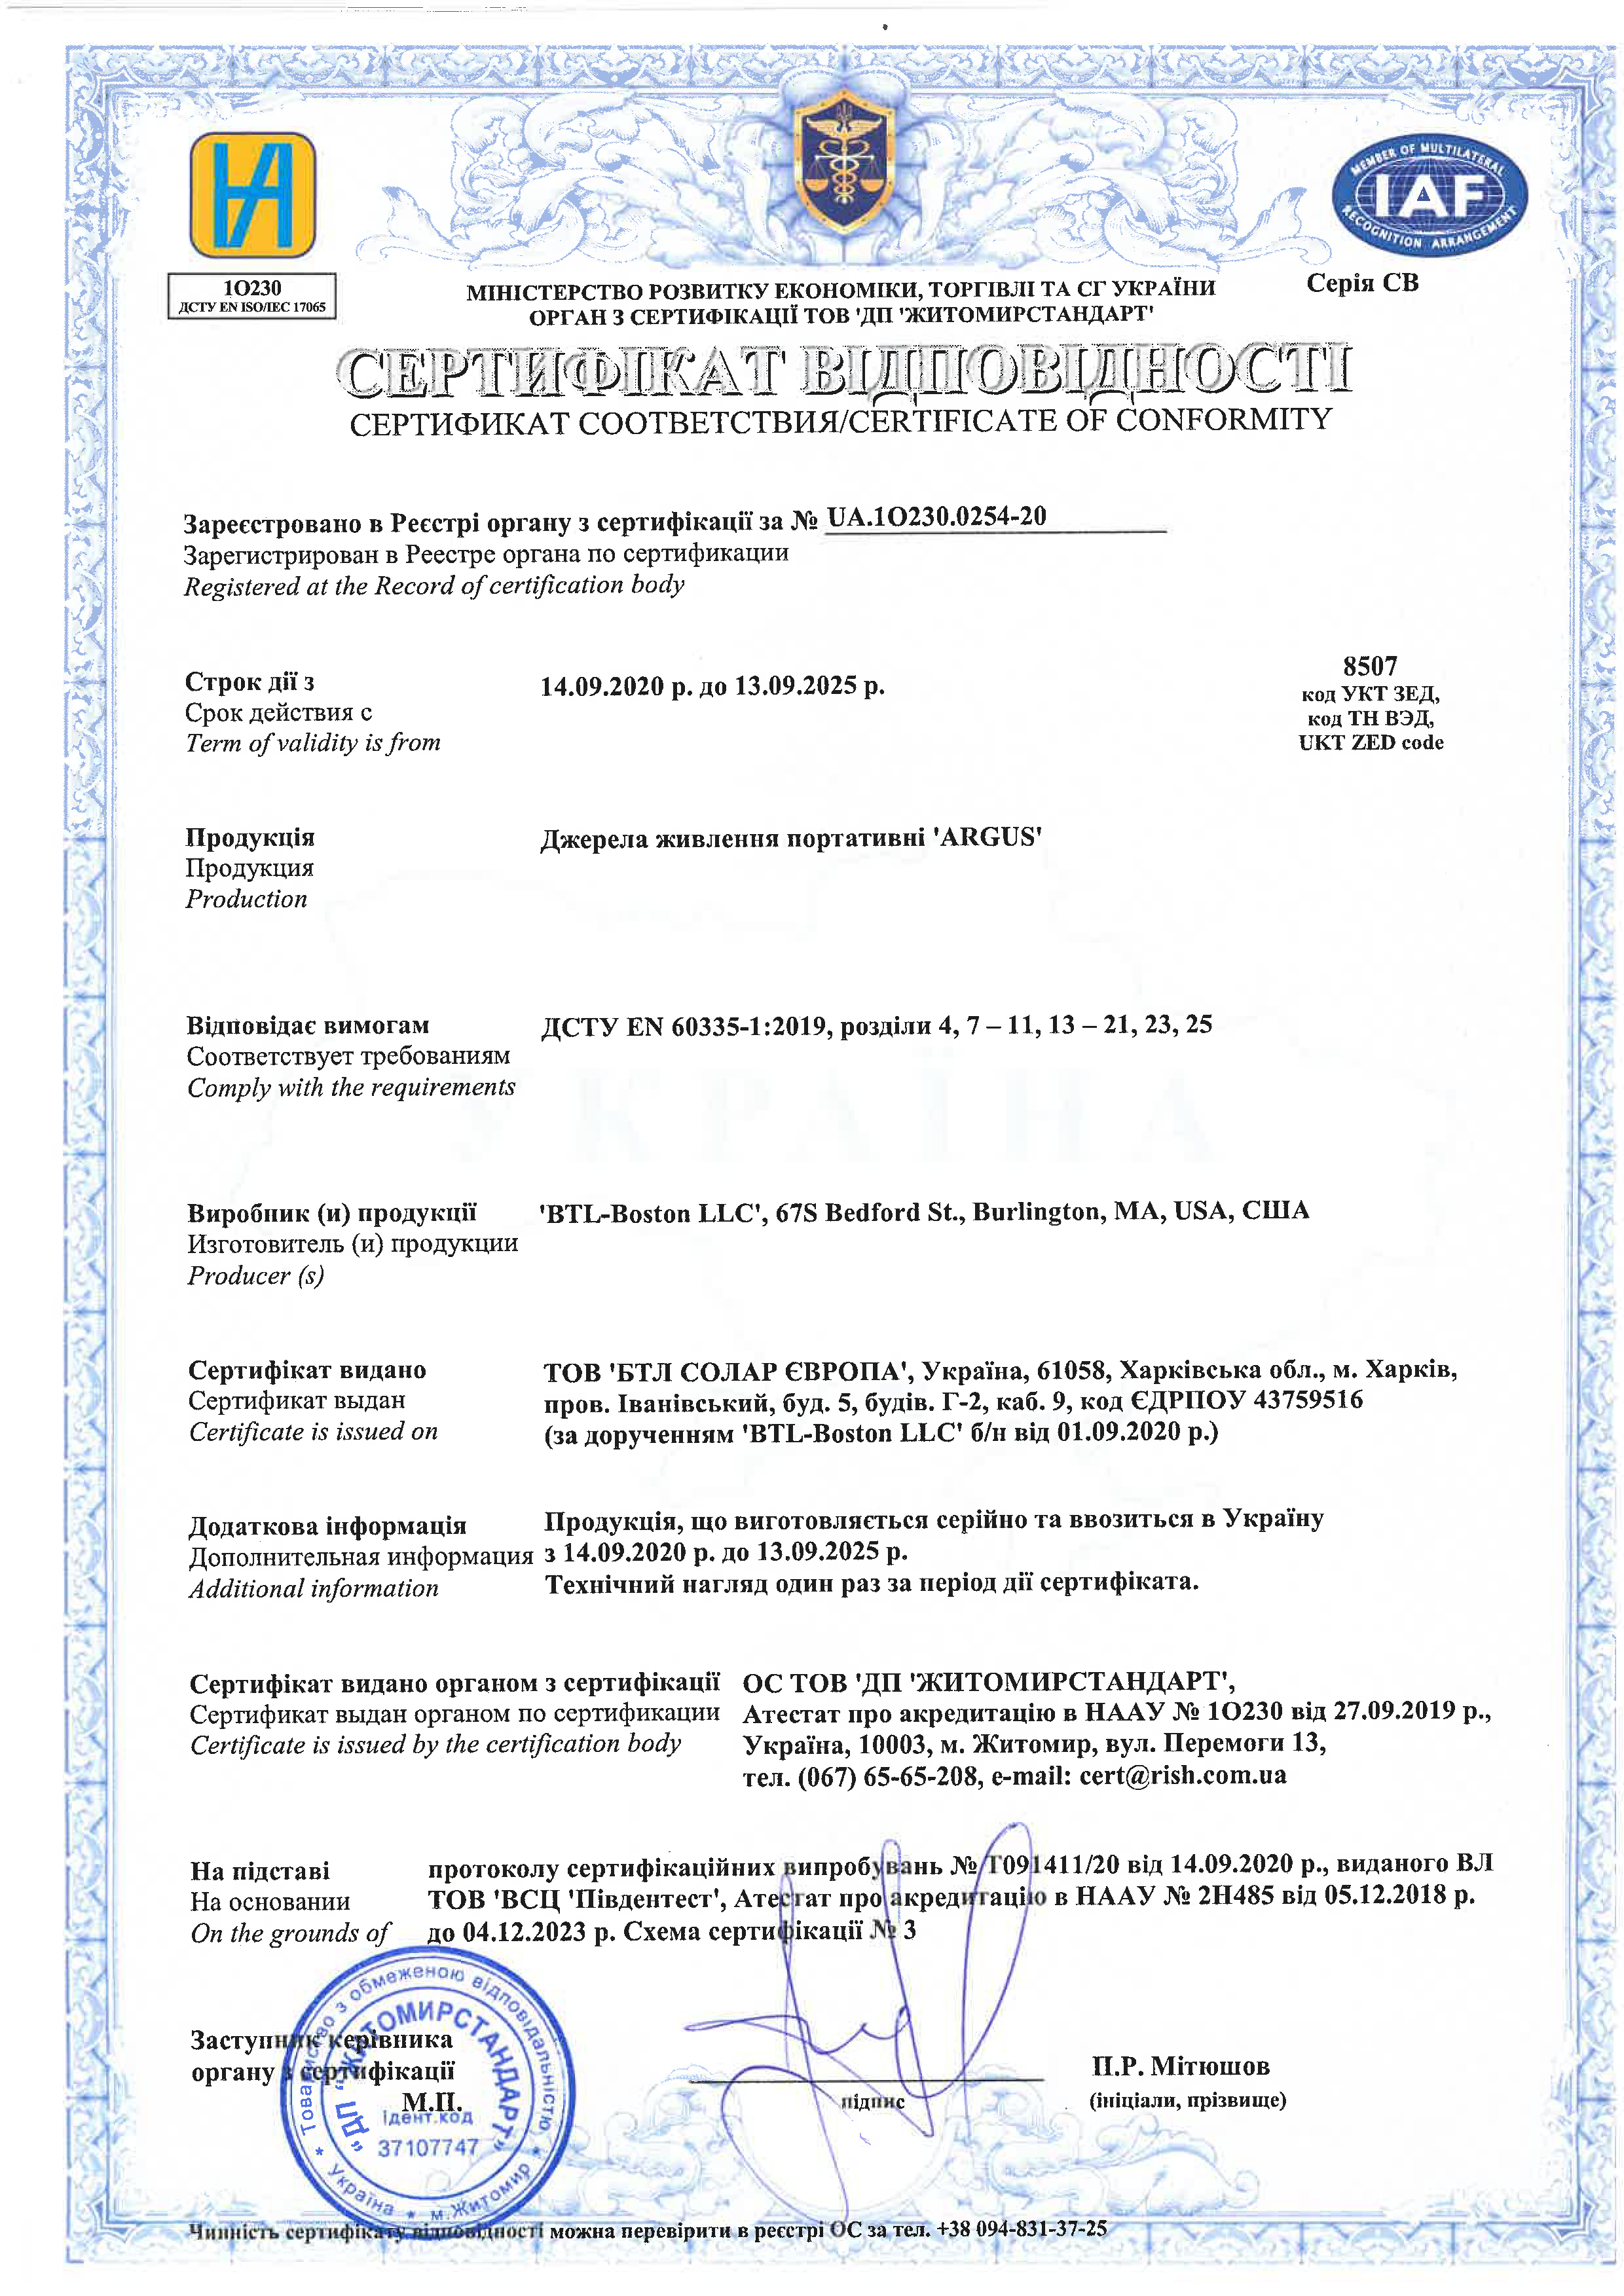 MEMBER OF MULTILATERAL
IAF
RECOGNITION ARRANGEMENT
1О230
ДСТУ EN ISO/IEC 17065
МІНІСТЕРСТВО РОЗВИТКУ ЕКОНОМІКИ, ТОРГІВЛІ ТА СГ УКРАЇНИ
ОРГАН З СЕРТИФІКАЦІЇ ТОВ 'ДП 'ЖИТОМИРСТАНДАРТ'
Серія СВ
СЕРТИФІКАТ ВІДПОВІДНОСТІ
СЕРТИФИКАТ СООТВЕТСТВИЯ/CERTIFICATE OF CONFORMITY
Зареєстровано в Реєстрі органу з сертифікації за № UA.1О230.0254-20
Зарегистрирован в Реестре органа по сертификации
Registered at the Record of certification body
Строк дії з
Срок действия с
Term of validity is from
14.09.2020 р. до 13.09.2025 р.
8507
код УКТ ЗЕД,
код ТН ВЭД,
UKT ZED code
Продукція
Продукция
Production
Джерела живлення портативні 'ARGUS'
Відповідає вимогам
Соответствует требованиям
Comply with the requirements
ДСТУ EN 60335-1:2019, розділи 4, 7 – 11, 13 – 21, 23, 25
УКРАЇНА
Виробник (и) продукції
Изготовитель (и) продукции
Producer (s)
'BTL-Boston LLC', 67S Bedford St., Burlington, MA, USA, США
Сертифікат видано
Сертификат выдан
Certificate is issued on
ТОВ 'БТЛ СОЛАР ЄВРОПА', Україна, 61058, Харківська обл., м. Харків,
пров. Іванівський, буд. 5, будів. Г-2, каб. 9, код ЄДРПОУ 43759516
(за дорученням 'BTL-Boston LLC' б/н від 01.09.2020 р.)
Додаткова інформація
Дополнительная информация
Additional information
Продукція, що виготовляється серійно та ввозиться в Україну
з 14.09.2020 р. до 13.09.2025 р.
Технічний нагляд один раз за період дії сертифіката.
Сертифікат видано органом з сертифікації
Сертификат выдан органом по сертификации
Certificate is issued by the certification body
ОС ТОВ 'ДП 'ЖИТОМИРСТАНДАРТ',
Атестат про акредитацію в НААУ № 1О230 від 27.09.2019 р.,
Україна, 10003, м. Житомир, вул. Перемоги 13,
тел. (067) 65-65-208, e-mail: cert@rish.com.ua
На підставі
На основании
On the grounds of
протоколу сертифікаційних випробувань № Т091411/20 від 14.09.2020 р., виданого ВЛ
ТОВ 'ВСЦ 'Південтест', Атестат про акредитацію в НААУ № 2Н485 від 05.12.2018 р.
до 04.12.2023 р. Схема сертифікації № 3
Заступник керівника
органу з сертифікації
М.П.
Товариство з обмеженою відповідальністю
"ДП "ЖИТОМИРСТАНДАРТ"
Ідент.код
37107747
* Україна * м.Житомир *
підпис
П.Р. Мітюшов
(ініціали, прізвище)
Чинність сертифікату відповідності можна перевірити в реєстрі ОС за тел. +38 094-831-37-25